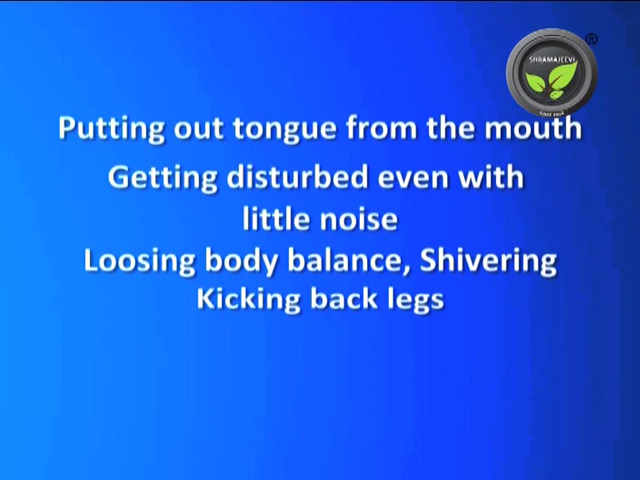 SHRAMAJEEVI
®
Putting out tongue from the mouth
Getting disturbed even with
little noise
Loosing body balance, Shivering
Kicking back legs